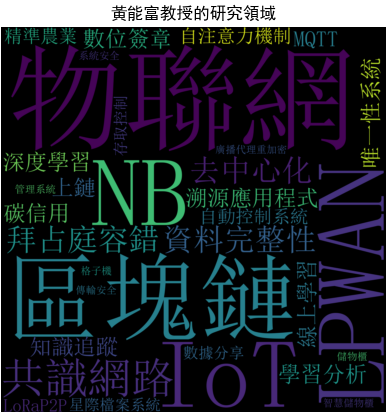 黃能富教授的研究領域
精準農業
數位簽章
自注意力機制
MQTT
系統安全
物聯網
存取控制
唯一性系統
廣播代理重加密
深度學習
NB
去中心化
管理系統
上鏈
溯源應用程式
碳信用
自動控制系統
LPWAN
拜占庭容錯
資料完整性
區塊鏈
格子機
傳輸安全
線上學習
知識追蹤
IoT
數據分享
儲物櫃
共識網路
學習分析
LoRaP2P
星際檔案系統
智慧儲物櫃